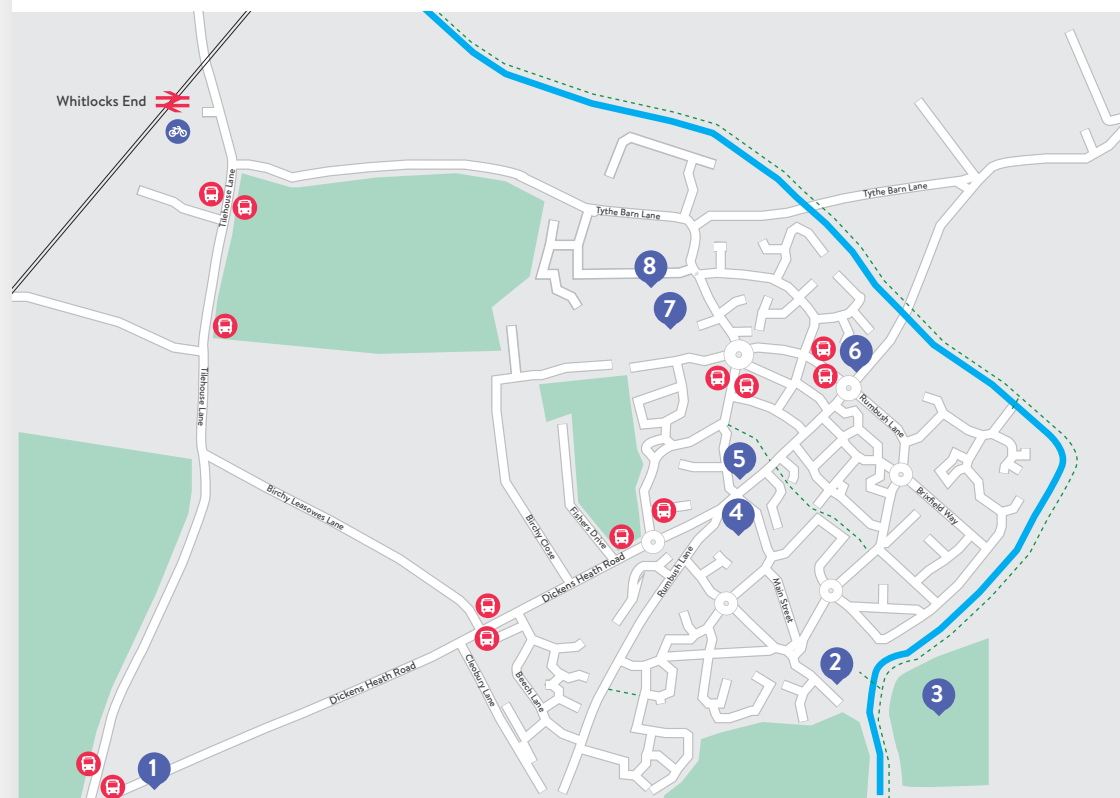 Whitlocks End
Tilehouse Lane
Tythe Barn Lane
Tythe Barn Lane
8
7
6
Tilehouse Lane
Rumbush Lane
5
Birchy Leasowes Lane
4
Brixfield Way
Birchy Close
Fishers Drive
Dickens Heath Road
Rumbush Lane
Main Street
2
3
Dickens Heath Road
Cleobury Lane
Beech Lane
1